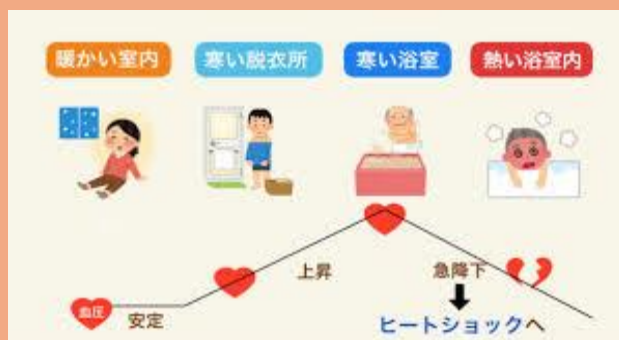 暖かい室内
寒い脱衣所
寒い浴室
熱い浴室内
上昇
急降下
血圧
安定
ヒートショックへ